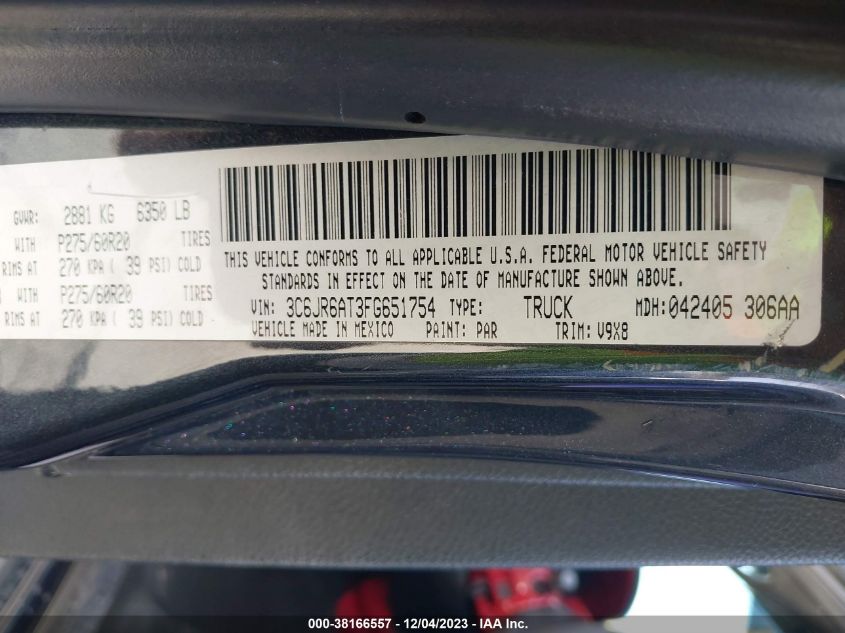 GVWR: 2881 KG 6350 LB
WITH P275/60R20 TIRES
RIMS AT 270 KPA ( 39 PSI) COLD
WITH P275/60R20 TIRES
RIMS AT 270 KPA ( 39 PSI) COLD
THIS VEHICLE CONFORMS TO ALL APPLICABLE U.S.A. FEDERAL MOTOR VEHICLE SAFETY
STANDARDS IN EFFECT ON THE DATE OF MANUFACTURE SHOWN ABOVE.
VIN: 3C6JR6AT3FG651754 TYPE: TRUCK MDH:042405 306AA
VEHICLE MADE IN MEXICO PAINT: PAR TRIM: V9X8
000-38166557 - 12/04/2023 - IAA Inc.